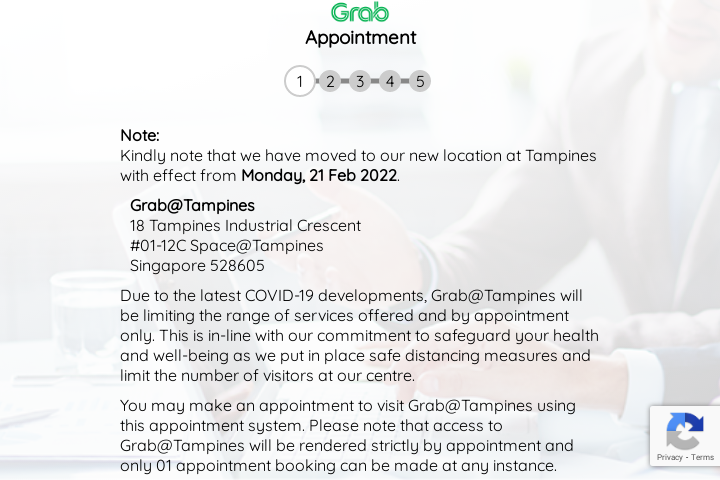 Grab
Appointment
1 2 3 4 5
Note:
Kindly note that we have moved to our new location at Tampines
with effect from Monday, 21 Feb 2022.
Grab@Tampines
18 Tampines Industrial Crescent
#01-12C Space@Tampines
Singapore 528605
Due to the latest COVID-19 developments, Grab@Tampines will
be limiting the range of services offered and by appointment
only. This is in-line with our commitment to safeguard your health
and well-being as we put in place safe distancing measures and
limit the number of visitors at our centre.
You may make an appointment to visit Grab@Tampines using
this appointment system. Please note that access to
Grab@Tampines will be rendered strictly by appointment and
only 01 appointment booking can be made at any instance.
Privacy - Terms